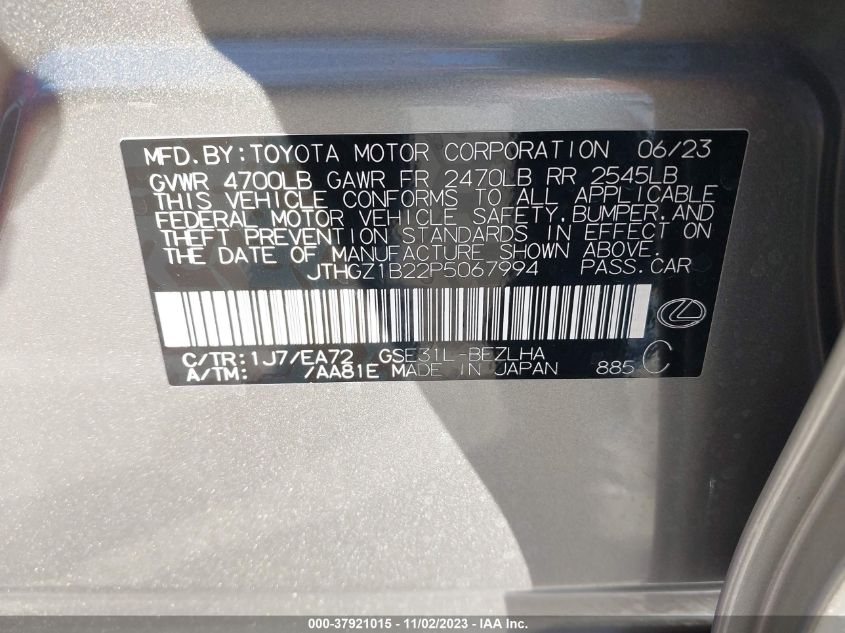 MFD. BY: TOYOTA MOTOR CORPORATION 06/23
GVWR 4700LB GAWR FR 2470LB RR 2545LB
THIS VEHICLE CONFORMS TO ALL APPLICABLE
FEDERAL MOTOR VEHICLE SAFETY, BUMPER, AND
THEFT PREVENTION STANDARDS IN EFFECT ON
THE DATE OF MANUFACTURE SHOWN ABOVE.
JTHGZ1B22P5067994 PASS. CAR
C/TR: 1J7/EA72 GSE31L-BEZLHA
A/TM: /AA81E MADE IN JAPAN 885 C
000-37921015 - 11/02/2023 - IAA Inc.